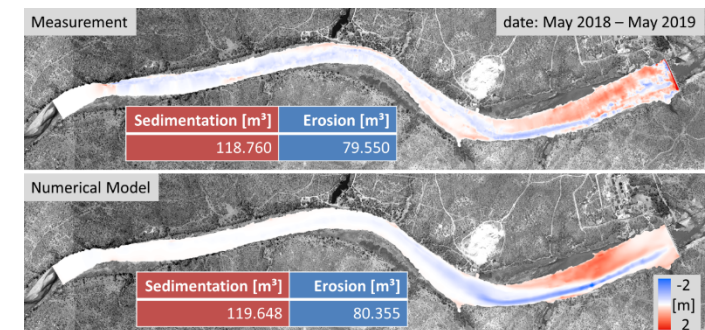 Measurement
date: May 2018 – May 2019
Sedimentation [m³] Erosion [m³]
118.760 79.550
Numerical Model
Sedimentation [m³] Erosion [m³]
119.648 80.355
-2
[m]
2